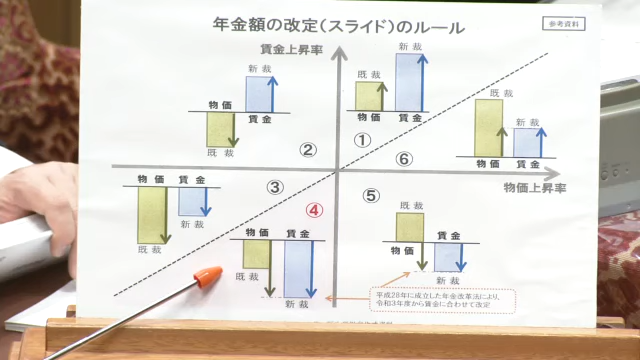 年金額の改定(スライド)のルール
参考資料
賃金上昇率
新裁
既裁
物価
賃金
①
新裁
物価
賃金
既裁
②
既裁
新裁
物価
賃金
⑥
物価上昇率
物価
賃金
新裁
既裁
③
④
物価
賃金
既裁
新裁
⑤
既裁
物価
賃金
新裁
平成28年に成立した年金改革法により、
令和3年度から賃金に合わせて改定